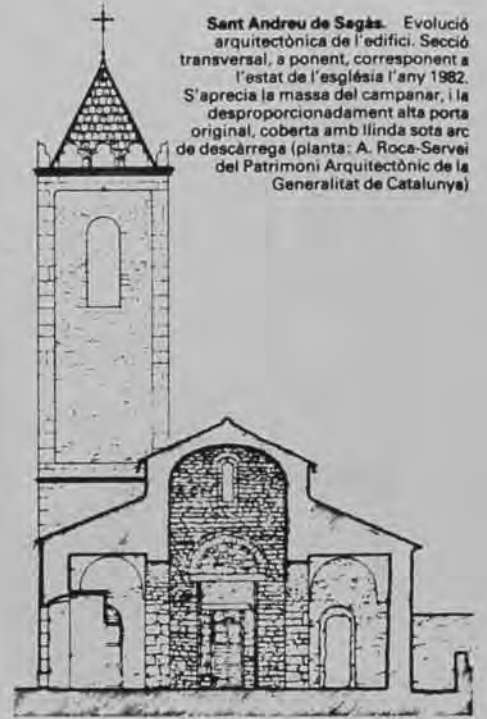 Sant Andreu de Sagàs. Evolució
arquitectònica de l'edifici. Secció
transversal, a ponent, corresponent a
l'estat de l'església l'any 1982.
S'aprecia la massa del campanar, i la
desproporcionadament alta porta
original, coberta amb llinda sota arc
de descàrrega (planta: A. Roca-Servei
del Patrimoni Arquitectònic de la
Generalitat de Catalunya)